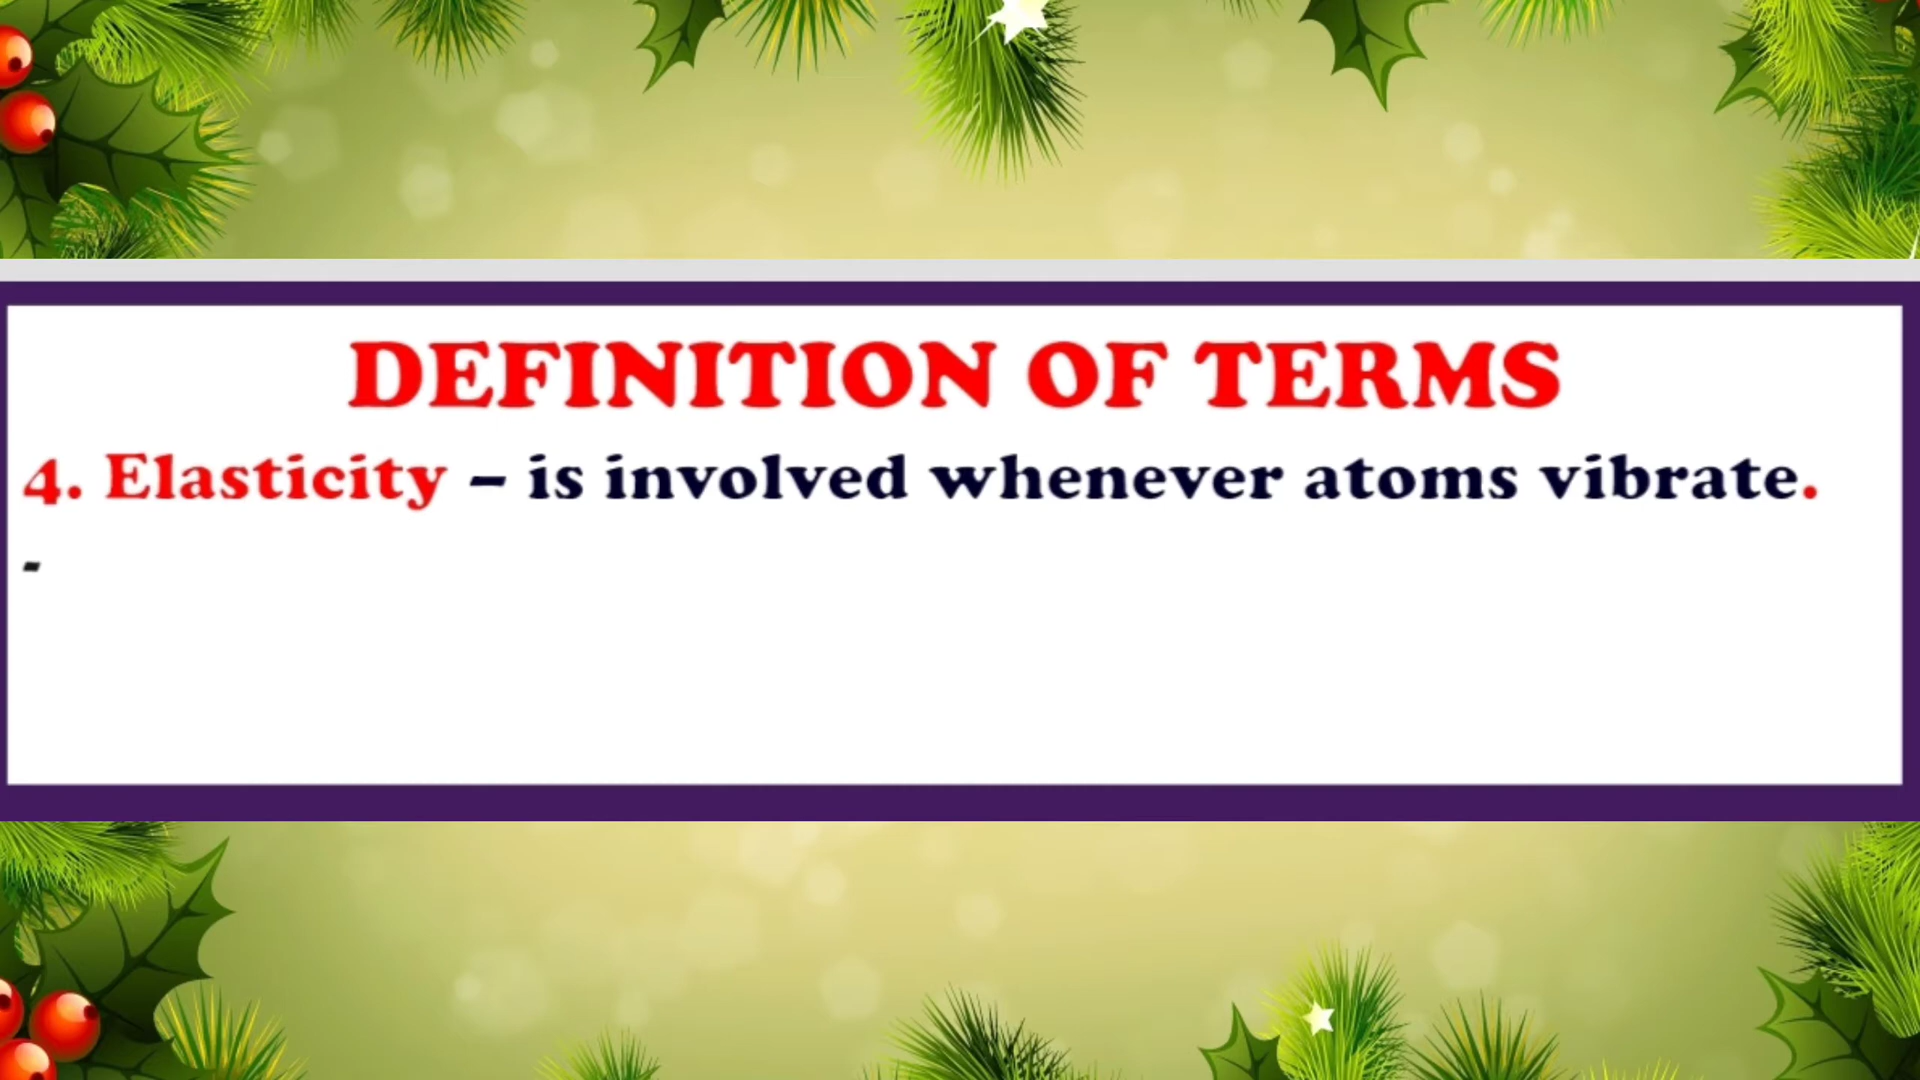 DEFINITION OF TERMS
4. Elasticity – is involved whenever atoms vibrate.
-